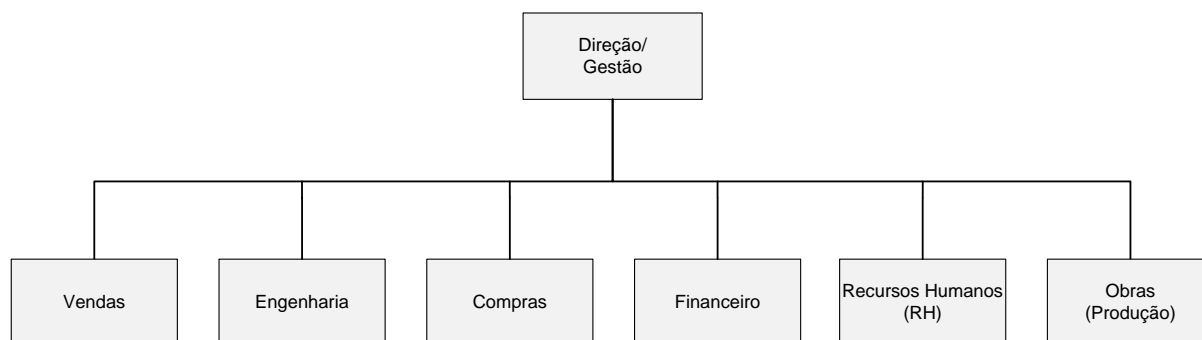 Direção/
Gestão
Vendas
Engenharia
Compras
Financeiro
Recursos Humanos
(RH)
Obras
(Produção)